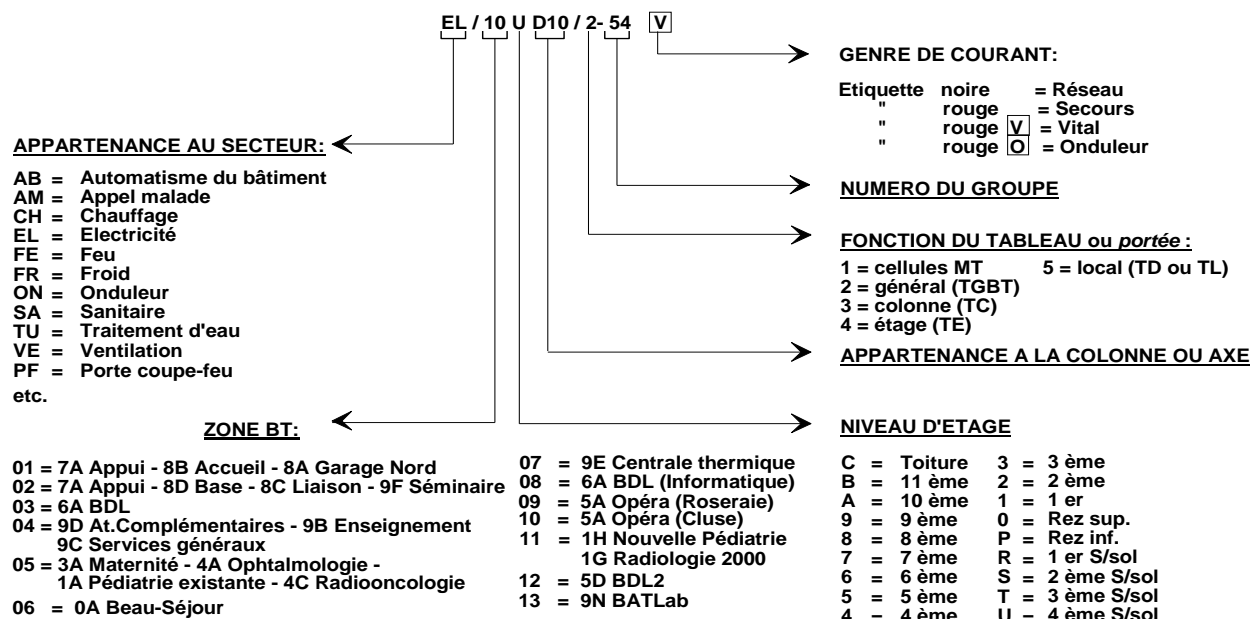 EL / 10 U D10 / 2- 54 V
GENRE DE COURANT:
Etiquette noire = Réseau
" rouge = Secours
" rouge V = Vital
" rouge O = Onduleur
APPARTENANCE AU SECTEUR:
AB = Automatisme du bâtiment
AM = Appel malade
CH = Chauffage
EL = Electricité
FE = Feu
FR = Froid
ON = Onduleur
SA = Sanitaire
TU = Traitement d'eau
VE = Ventilation
PF = Porte coupe-feu
etc.
NUMERO DU GROUPE
FONCTION DU TABLEAU ou portée :
1 = cellules MT 5 = local (TD ou TL)
2 = général (TGBT)
3 = colonne (TC)
4 = étage (TE)
APPARTENANCE A LA COLONNE OU AXE
ZONE BT:
01 = 7A Appui - 8B Accueil - 8A Garage Nord
02 = 7A Appui - 8D Base - 8C Liaison - 9F Séminaire
03 = 6A BDL
04 = 9D At.Complémentaires - 9B Enseignement
9C Services généraux
05 = 3A Maternité - 4A Ophtalmologie -
1A Pédiatrie existante - 4C Radiooncologie
06 = 0A Beau-Séjour
07 = 9E Centrale thermique
08 = 6A BDL (Informatique)
09 = 5A Opéra (Roseraie)
10 = 5A Opéra (Cluse)
11 = 1H Nouvelle Pédiatrie
1G Radiologie 2000
12 = 5D BDL2
13 = 9N BATLab
NIVEAU D'ETAGE
C = Toiture 3 = 3 ème
B = 11 ème 2 = 2 ème
A = 10 ème 1 = 1 er
9 = 9 ème 0 = Rez sup.
8 = 8 ème P = Rez inf.
7 = 7 ème R = 1 er S/sol
6 = 6 ème S = 2 ème S/sol
5 = 5 ème T = 3 ème S/sol
4 = 4 ème U = 4 ème S/sol